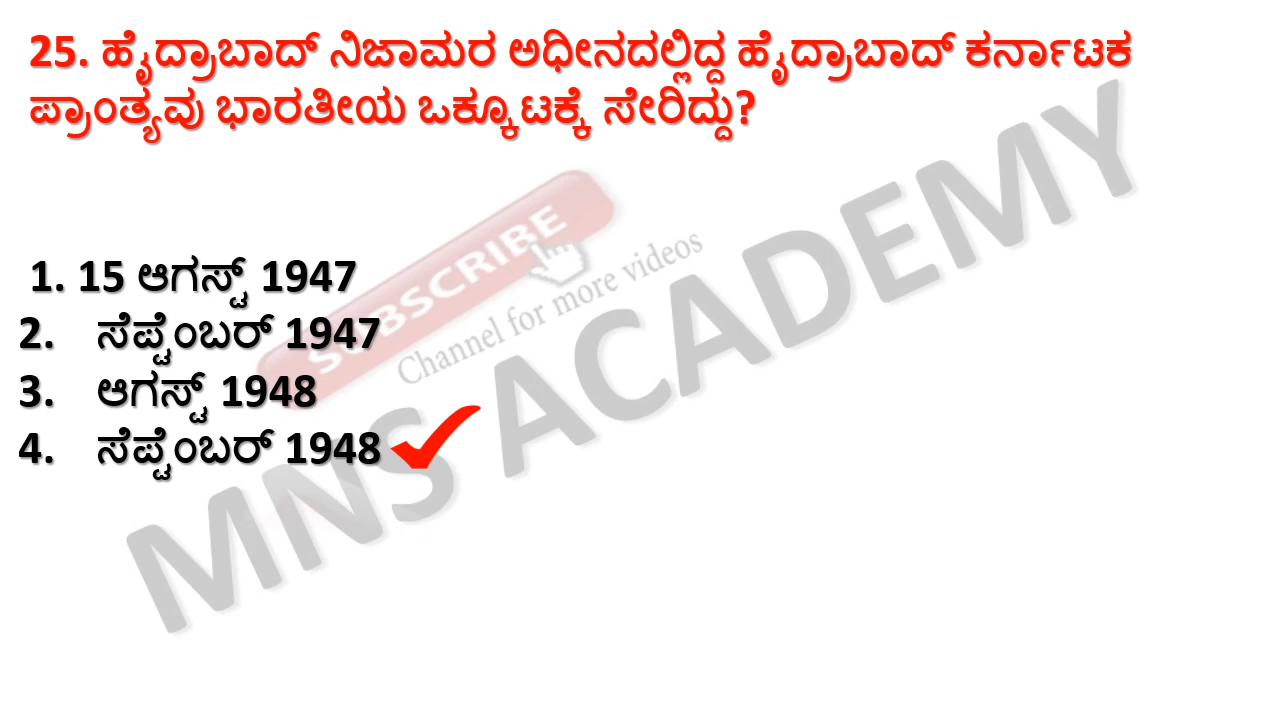 25. ಹೈದ್ರಾಬಾದ್ ನಿಜಾಮರ ಅಧೀನದಲ್ಲಿದ್ದ ಹೈದ್ರಾಬಾದ್ ಕರ್ನಾಟಕ
ಪ್ರಾಂತ್ಯವು ಭಾರತೀಯ ಒಕ್ಕೂಟಕ್ಕೆ ಸೇರಿದ್ದು?
1. 15 ಆಗಸ್ಟ್ 1947
2. ಸೆಪ್ಟೆಂಬರ್ 1947
3. ಆಗಸ್ಟ್ 1948
4. ಸೆಪ್ಟೆಂಬರ್ 1948
SUBSCRIBE
Channel for more videos
MNS ACADEMY